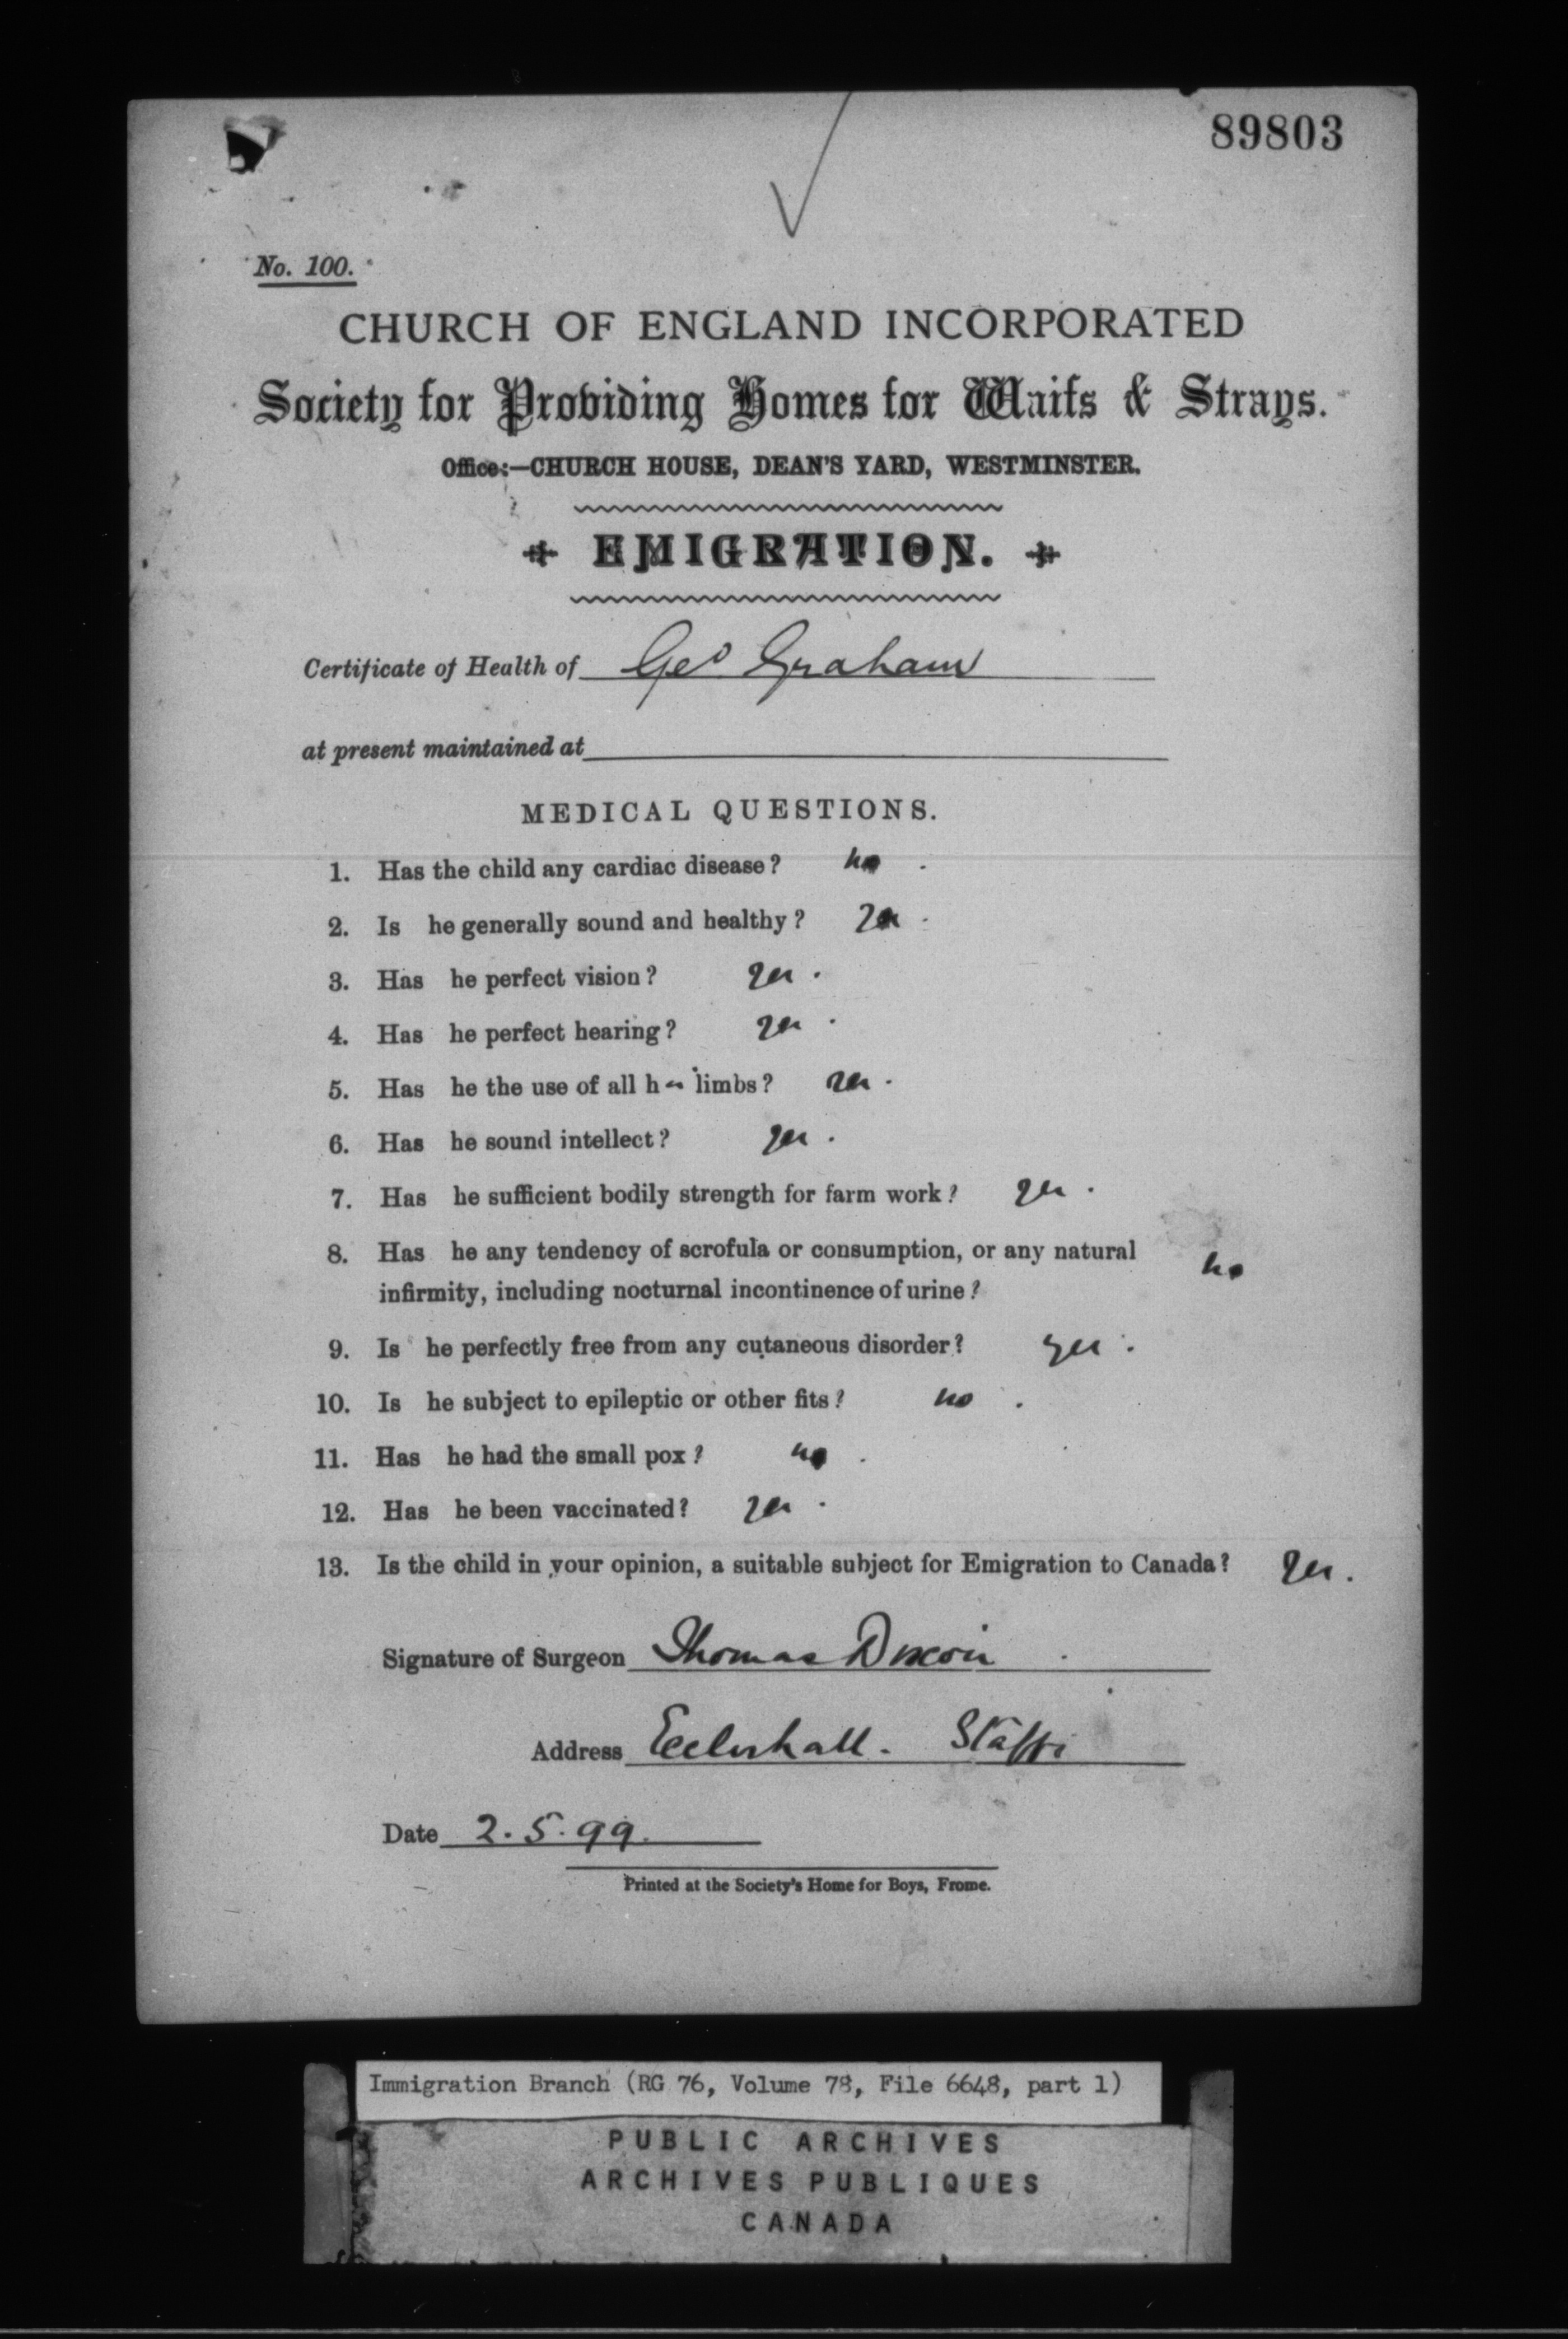 89803
No. 100.
CHURCH OF ENGLAND INCORPORATED
Society for Providing Homes for Waifs & Strays.
Office:—CHURCH HOUSE, DEAN'S YARD, WESTMINSTER.
EMIGRATION.
Certificate of Health of Geo Graham
at present maintained at
MEDICAL QUESTIONS.
1. Has the child any cardiac disease? no.
2. Is he generally sound and healthy? yes.
3. Has he perfect vision? yes.
4. Has he perfect hearing? yes.
5. Has he the use of all his limbs? yes.
6. Has he sound intellect? yes.
7. Has he sufficient bodily strength for farm work? yes.
8. Has he any tendency of scrofula or consumption, or any natural
infirmity, including nocturnal incontinence of urine? no
9. Is he perfectly free from any cutaneous disorder? yes.
10. Is he subject to epileptic or other fits? no.
11. Has he had the small pox? no.
12. Has he been vaccinated? yes.
13. Is the child in your opinion, a suitable subject for Emigration to Canada? yes.
Signature of Surgeon Thomas Dixon
Address Eccleshall. Staffs
Date 2.5.99.
Printed at the Society's Home for Boys, Frome.
Immigration Branch (RG 76, Volume 78, File 6648, part 1)
PUBLIC ARCHIVES
ARCHIVES PUBLIQUES
CANADA